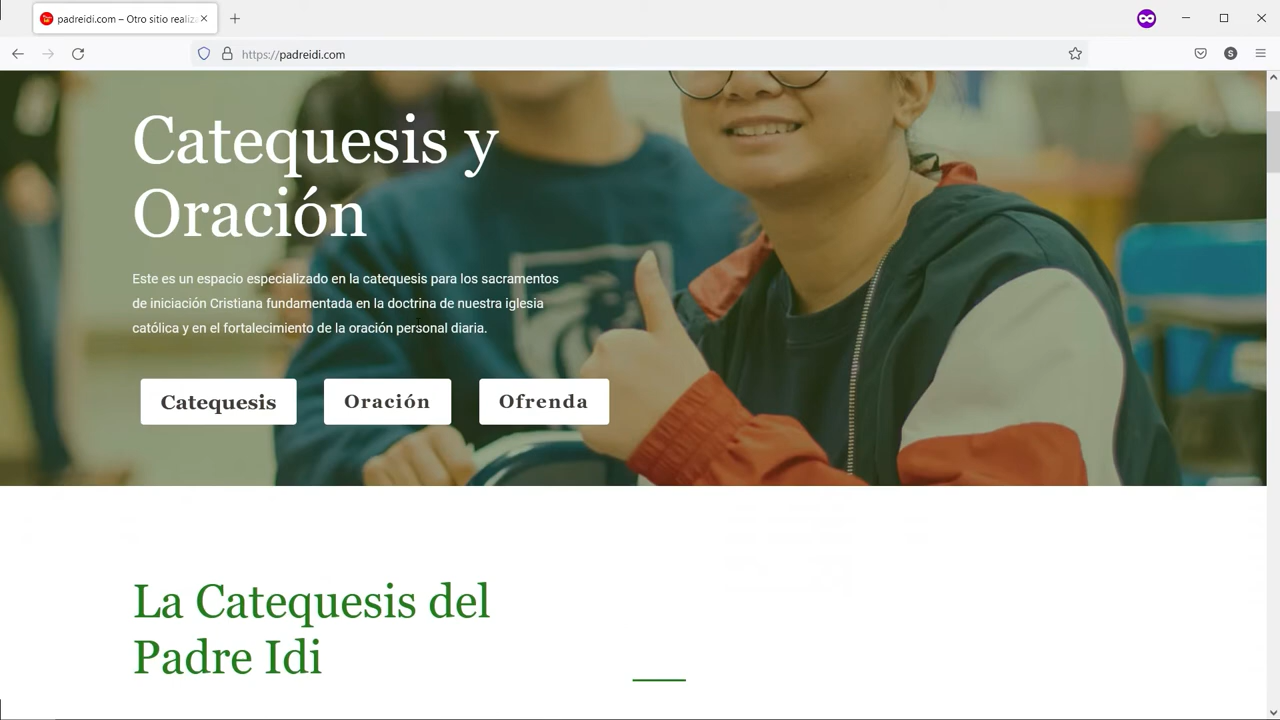 padreidi.com – Otro sitio realiz
https://padreidi.com
S
Catequesis y
Oración
Este es un espacio especializado en la catequesis para los sacramentos
de iniciación Cristiana fundamentada en la doctrina de nuestra iglesia
católica y en el fortalecimiento de la oración personal diaria.
Catequesis
Oración
Ofrenda
La Catequesis del
Padre Idi